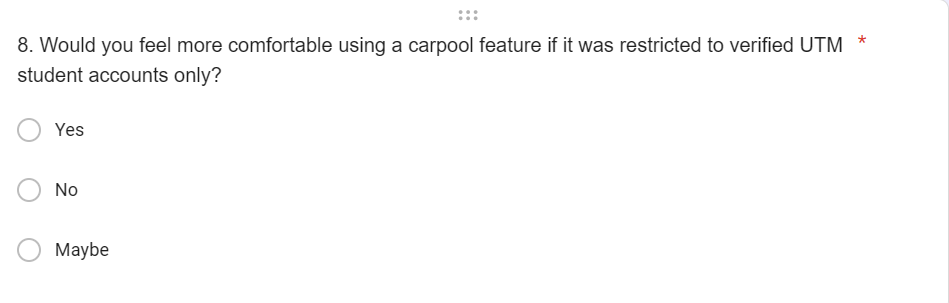 8. Would you feel more comfortable using a carpool feature if it was restricted to verified UTM *
student accounts only?
Yes
No
Maybe